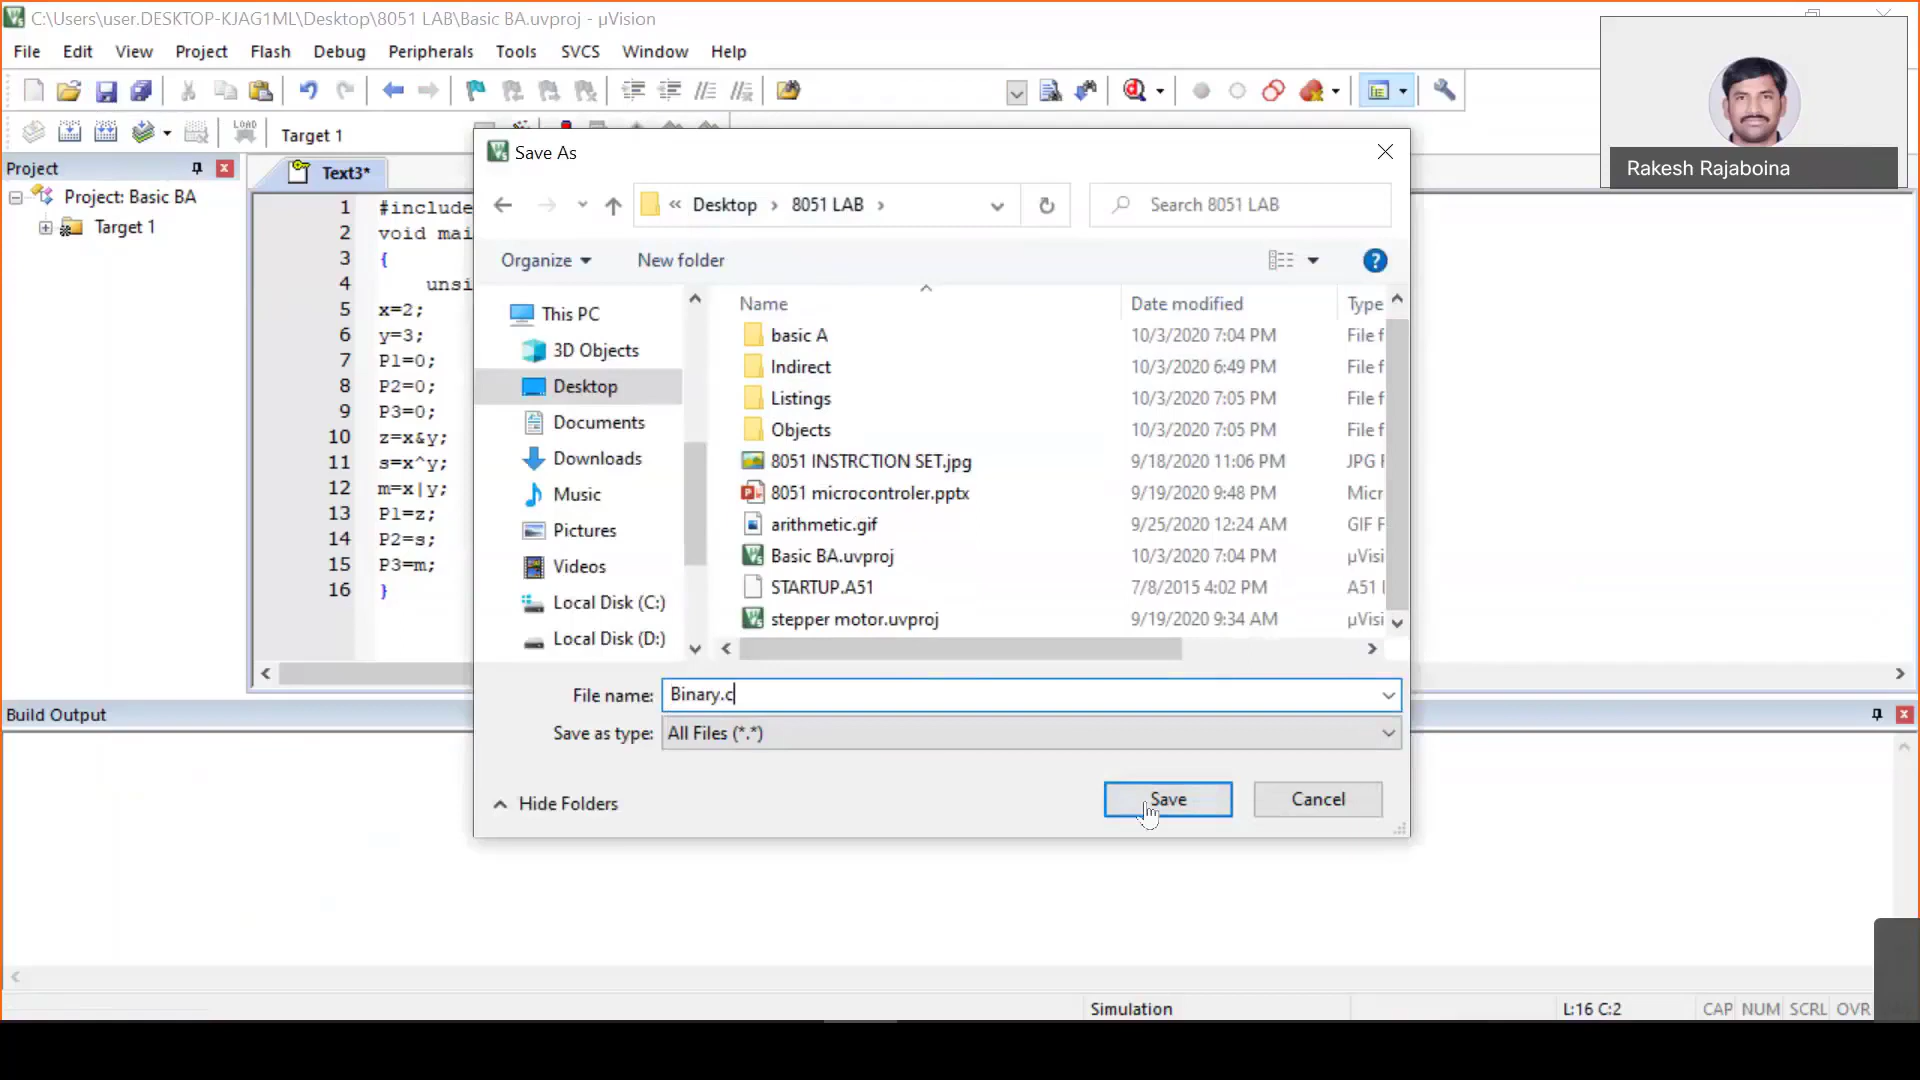 C:\Users\user.DESKTOP-KJAG1ML\Desktop\8051 LAB\Basic BA.uvproj - µVision
File Edit View Project Flash Debug Peripherals Tools SVCS Window Help
LOAD
Target 1
Rakesh Rajaboina
Project
Project: Basic BA
Target 1
Text3*
1 #include
2 void mai
3 {
4 unsi
5 x=2;
6 y=3;
7 P1=0;
8 P2=0;
9 P3=0;
10 z=x&y;
11 s=x^y;
12 m=x|y;
13 P1=z;
14 P2=s;
15 P3=m;
16 }
Save As
« Desktop › 8051 LAB ›
Search 8051 LAB
Organize New folder
This PC
3D Objects
Desktop
Documents
Downloads
Music
Pictures
Videos
Local Disk (C:)
Local Disk (D:)
Name Date modified Type
basic A 10/3/2020 7:04 PM File f
Indirect 10/3/2020 6:49 PM File f
Listings 10/3/2020 7:05 PM File f
Objects 10/3/2020 7:05 PM File f
8051 INSTRCTION SET.jpg 9/18/2020 11:06 PM JPG F
8051 microcontroler.pptx 9/19/2020 9:48 PM Micr
arithmetic.gif 9/25/2020 12:24 AM GIF F
Basic BA.uvproj 10/3/2020 7:04 PM µVisi
STARTUP.A51 7/8/2015 4:02 PM A51 I
stepper motor.uvproj 9/19/2020 9:34 AM µVisi
File name: Binary.c
Save as type: All Files (*.*)
Hide Folders
Save Cancel
Build Output
Simulation
L:16 C:2
CAP NUM SCRL OVR